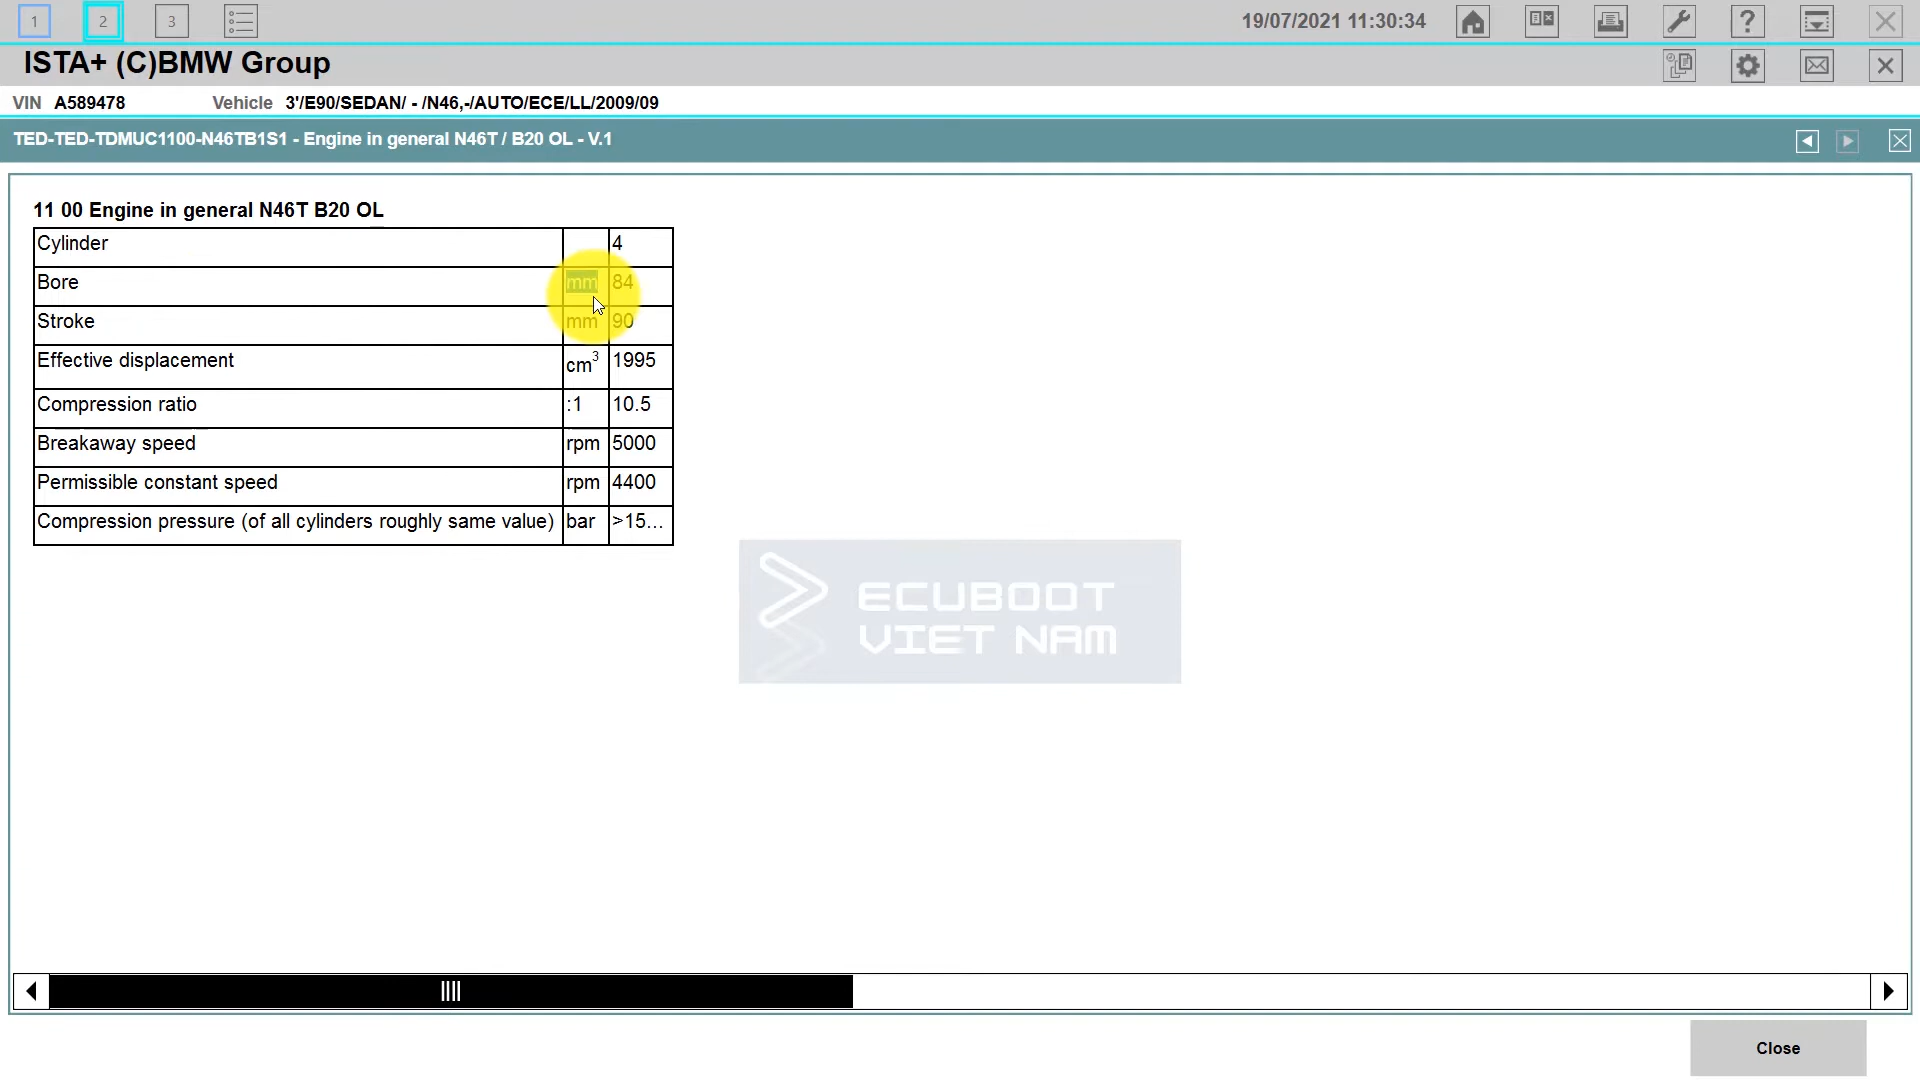 1 2 3 19/07/2021 11:30:34 ?
ISTA+ (C)BMW Group
VIN A589478 Vehicle 3'/E90/SEDAN/ - /N46,-/AUTO/ECE/LL/2009/09
TED-TED-TDMUC1100-N46TB1S1 - Engine in general N46T / B20 OL - V.1
11 00 Engine in general N46T B20 OL
Cylinder 4
Bore mm 84
Stroke mm 90
Effective displacement cm³ 1995
Compression ratio :1 10.5
Breakaway speed rpm 5000
Permissible constant speed rpm 4400
Compression pressure (of all cylinders roughly same value) bar >15...
ECUBOOT
VIET NAM
Close